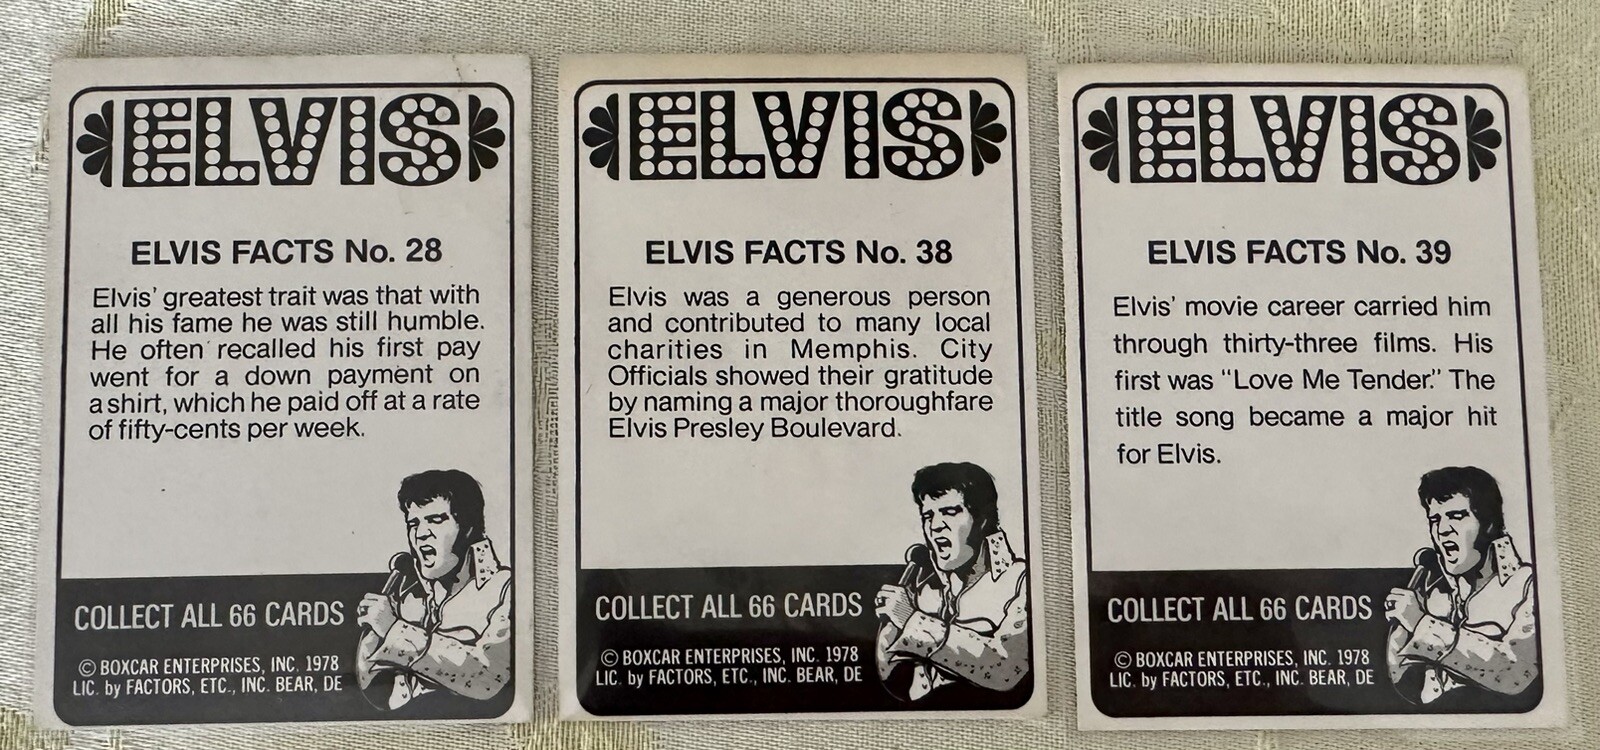 ELVIS
ELVIS FACTS No. 28
Elvis' greatest trait was that with
all his fame he was still humble.
He often recalled his first pay
went for a down payment on
a shirt, which he paid off at a rate
of fifty-cents per week.
COLLECT ALL 66 CARDS
© BOXCAR ENTERPRISES, INC. 1978
LIC. by FACTORS, ETC., INC. BEAR, DE
ELVIS
ELVIS FACTS No. 38
Elvis was a generous person
and contributed to many local
charities in Memphis. City
Officials showed their gratitude
by naming a major thoroughfare
Elvis Presley Boulevard.
COLLECT ALL 66 CARDS
© BOXCAR ENTERPRISES, INC. 1978
LIC. by FACTORS, ETC., INC. BEAR, DE
ELVIS
ELVIS FACTS No. 39
Elvis' movie career carried him
through thirty-three films. His
first was "Love Me Tender." The
title song became a major hit
for Elvis.
COLLECT ALL 66 CARDS
© BOXCAR ENTERPRISES, INC. 1978
LIC. by FACTORS, ETC., INC. BEAR, DE